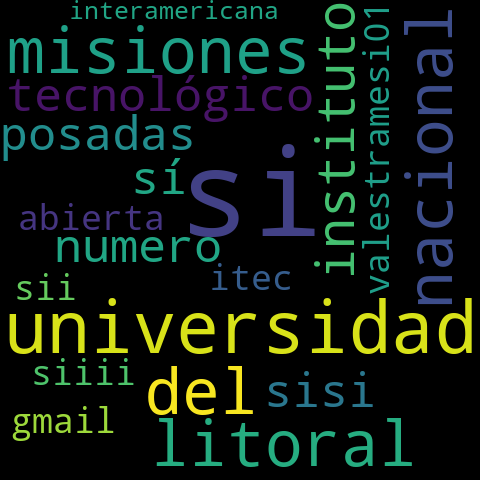 interamericana
misiones
tecnológico
posadas
sí
si
abierta
numero
itec
sii
instituto
valestramesi01
nacional
universidad
siiii
del
sisi
gmail
litoral